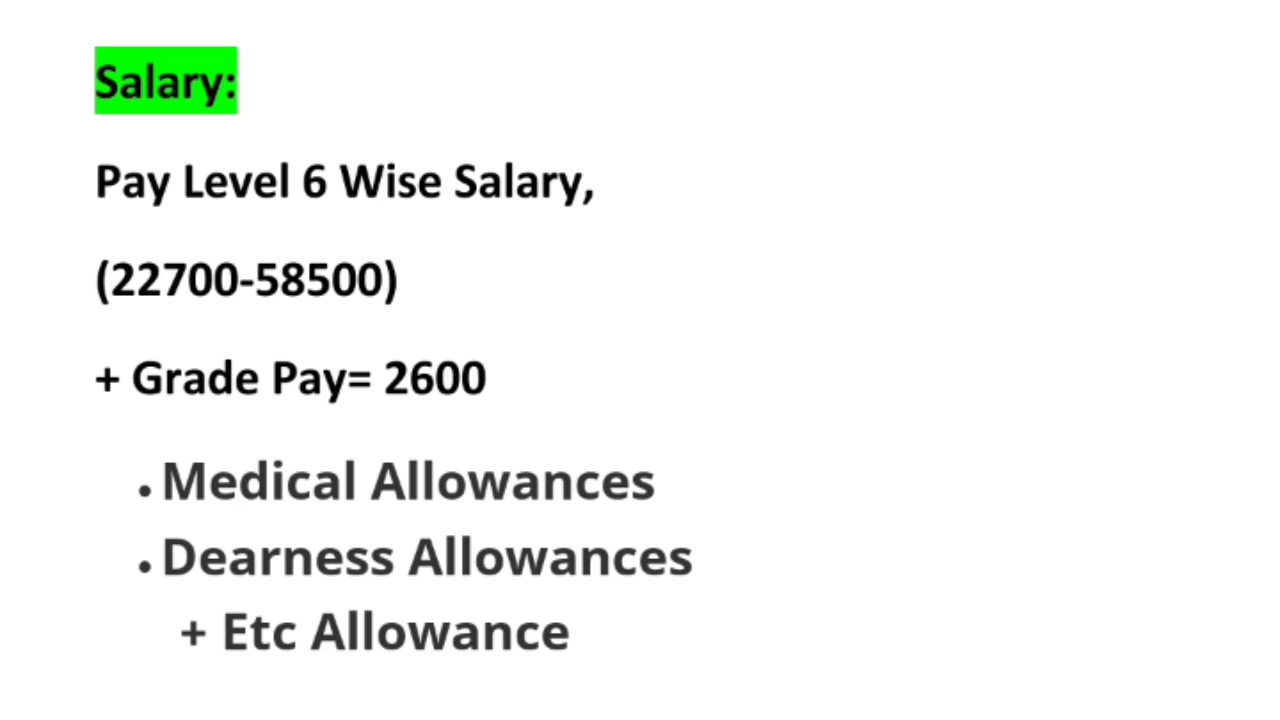 Salary:
Pay Level 6 Wise Salary,
(22700-58500)
+ Grade Pay= 2600
• Medical Allowances
• Dearness Allowances
+ Etc Allowance